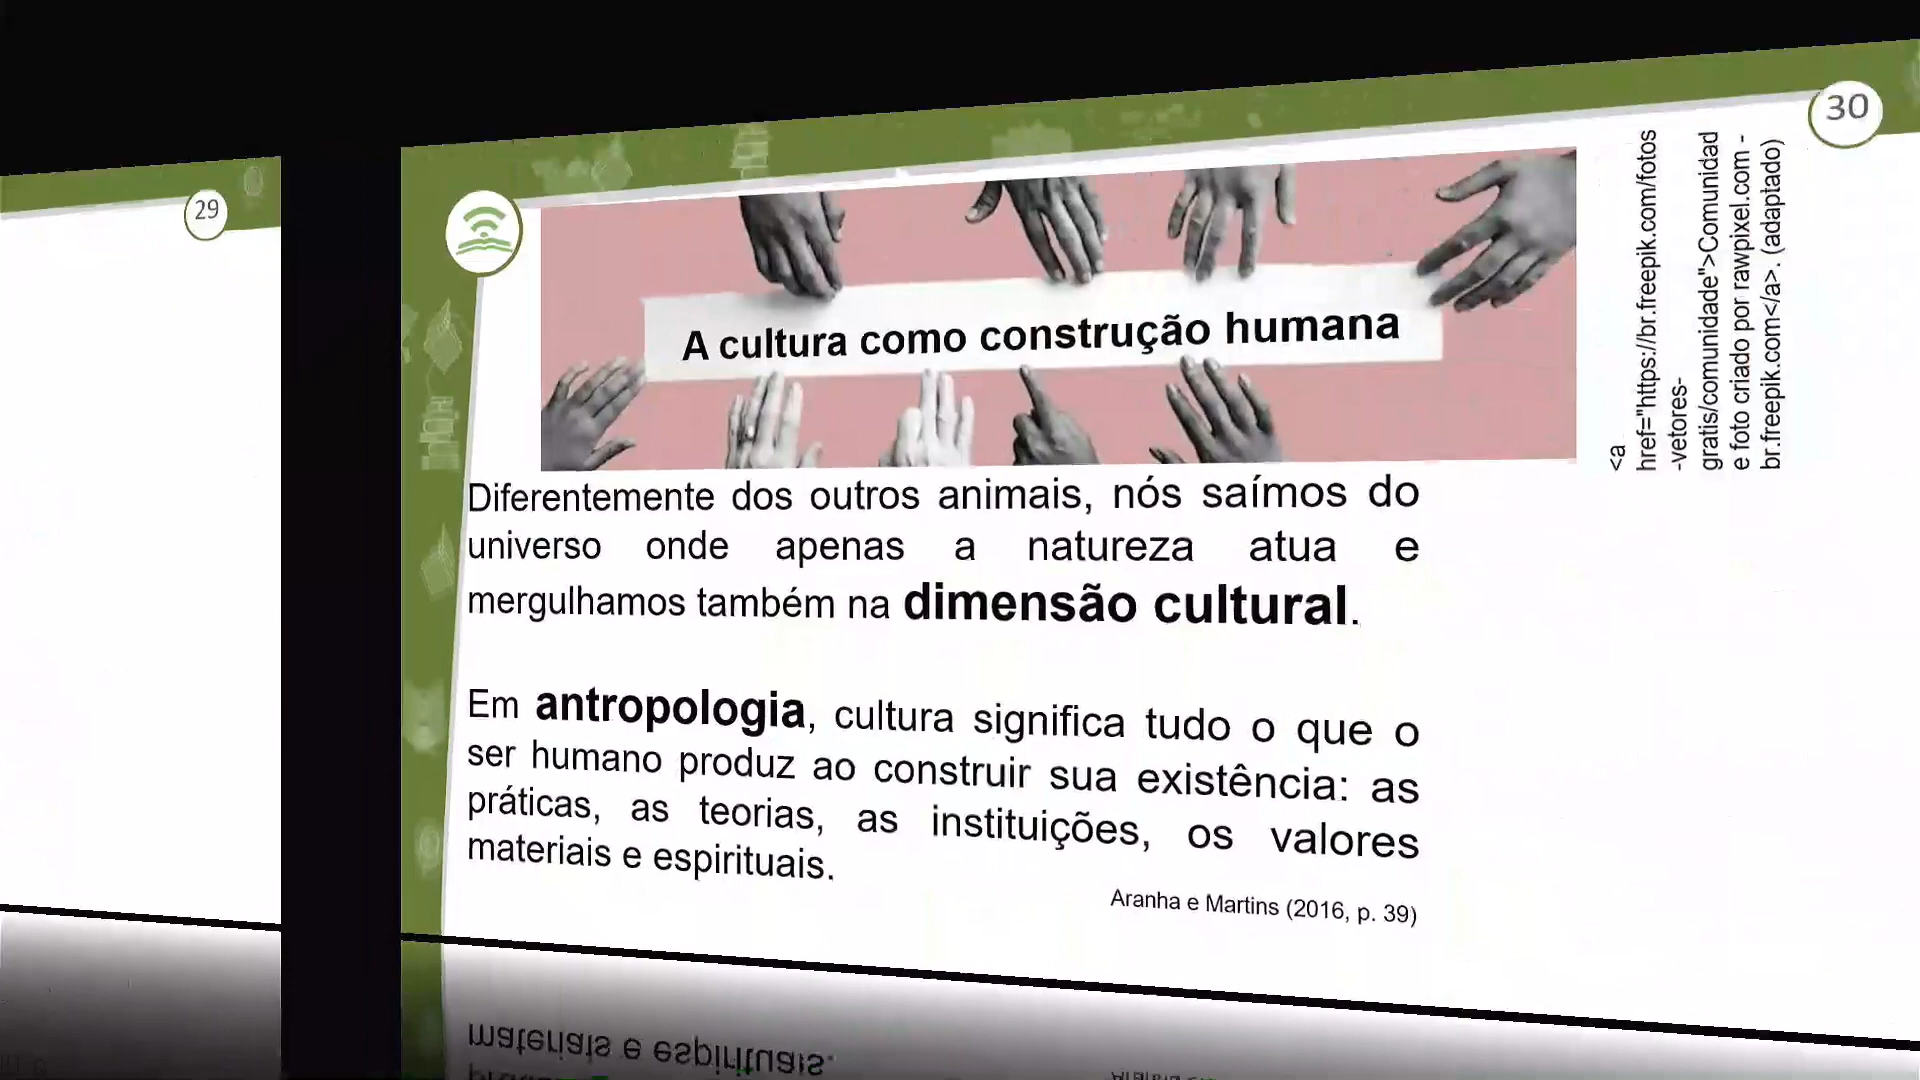 29
30
A cultura como construção humana
<a
href="https://br.freepik.com/fotos
-vetores-
gratis/comunidade">Comunidad
e foto criado por rawpixel.com -
br.freepik.com</a>. (adaptado)
Diferentemente dos outros animais, nós saímos do
universo onde apenas a natureza atua e
mergulhamos também na dimensão cultural.
Em antropologia, cultura significa tudo o que o
ser humano produz ao construir sua existência: as
práticas, as teorias, as instituições, os valores
materiais e espirituais.
Aranha e Martins (2016, p. 39)
materiais e espirituais.